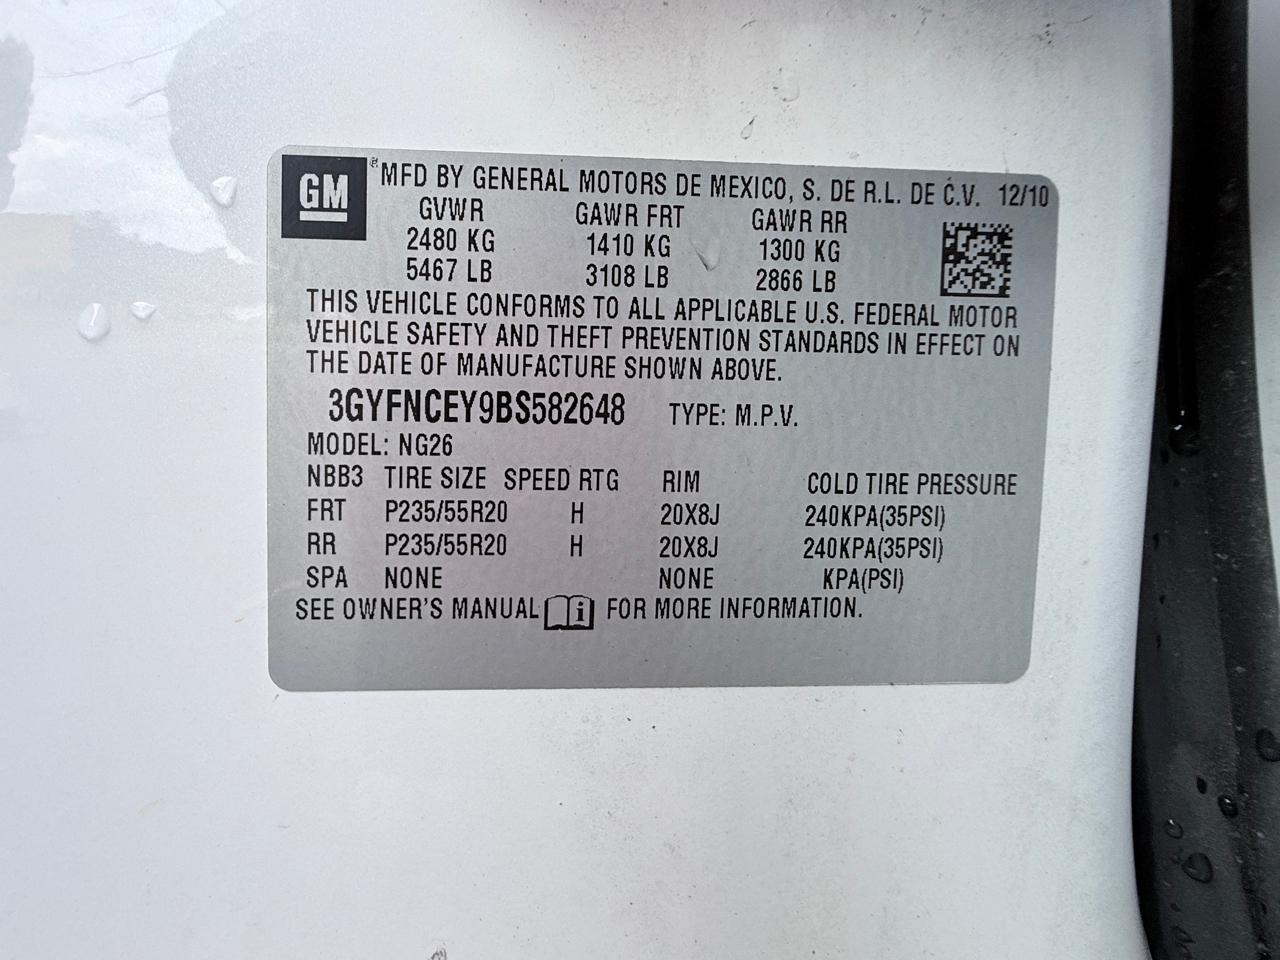 GM
® MFD BY GENERAL MOTORS DE MEXICO, S. DE R.L. DE C.V. 12/10
GVWR GAWR FRT GAWR RR
2480 KG 1410 KG 1300 KG
5467 LB 3108 LB 2866 LB
THIS VEHICLE CONFORMS TO ALL APPLICABLE U.S. FEDERAL MOTOR
VEHICLE SAFETY AND THEFT PREVENTION STANDARDS IN EFFECT ON
THE DATE OF MANUFACTURE SHOWN ABOVE.
3GYFNCEY9BS582648 TYPE: M.P.V.
MODEL: NG26
NBB3 TIRE SIZE SPEED RTG RIM COLD TIRE PRESSURE
FRT P235/55R20 H 20X8J 240KPA(35PSI)
RR P235/55R20 H 20X8J 240KPA(35PSI)
SPA NONE NONE KPA(PSI)
SEE OWNER'S MANUAL i FOR MORE INFORMATION.